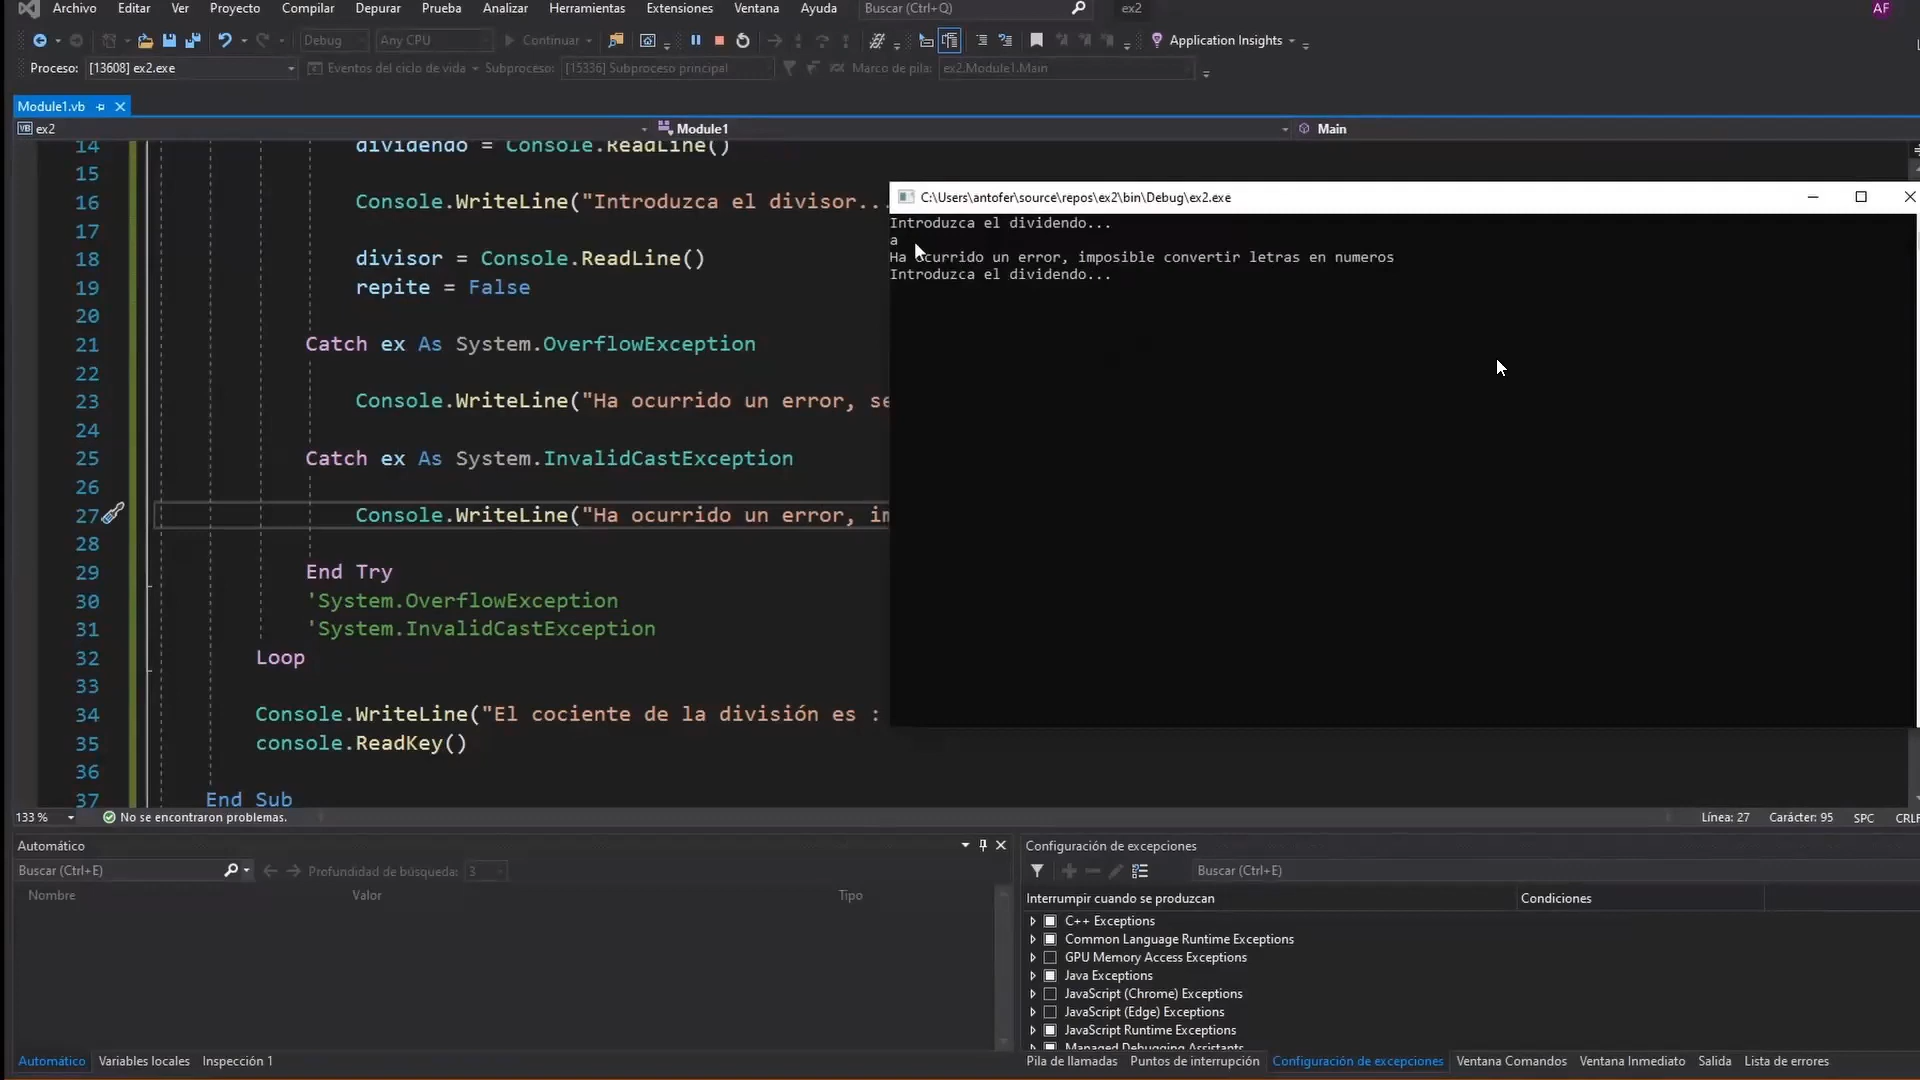 Archivo Editar Ver Proyecto Compilar Depurar Prueba Analizar Herramientas Extensiones Ventana Ayuda Buscar (Ctrl+Q) ex2 AF
Debug Any CPU Continuar Application Insights
Proceso: [13608] ex2.exe Eventos del ciclo de vida Subproceso: [15336] Subproceso principal Marco de pila: ex2.Module1.Main
Module1.vb
VB ex2 Module1 Main
14 dividendo = Console.ReadLine()
15
16 Console.WriteLine("Introduzca el divisor...
17
18 divisor = Console.ReadLine()
19 repite = False
20
21 Catch ex As System.OverflowException
22
23 Console.WriteLine("Ha ocurrido un error, se
24
25 Catch ex As System.InvalidCastException
26
27 Console.WriteLine("Ha ocurrido un error, im
28
29 End Try
30 'System.OverflowException
31 'System.InvalidCastException
32 Loop
33
34 Console.WriteLine("El cociente de la división es :
35 console.ReadKey()
36
37 End Sub
C:\Users\antofer\source\repos\ex2\bin\Debug\ex2.exe
Introduzca el dividendo...
a
Ha ocurrido un error, imposible convertir letras en numeros
Introduzca el dividendo...
133 % No se encontraron problemas. Línea: 27 Carácter: 95 SPC CRLF
Automático
Buscar (Ctrl+E) Profundidad de búsqueda: 3
Nombre Valor Tipo
Automático Variables locales Inspección 1
Configuración de excepciones
Buscar (Ctrl+E)
Interrumpir cuando se produzcan Condiciones
C++ Exceptions
Common Language Runtime Exceptions
GPU Memory Access Exceptions
Java Exceptions
JavaScript (Chrome) Exceptions
JavaScript (Edge) Exceptions
JavaScript Runtime Exceptions
Managed Debugging Assistants
Pila de llamadas Puntos de interrupción Configuración de excepciones Ventana Comandos Ventana Inmediato Salida Lista de errores